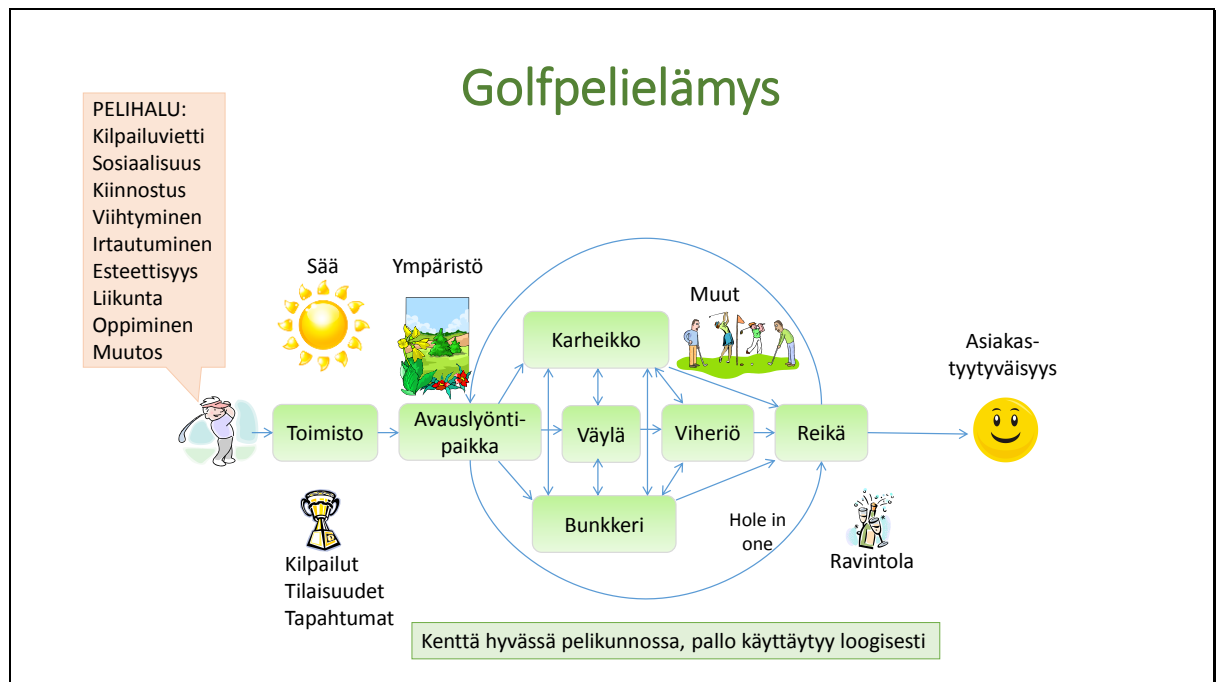 Golfpelielämys
PELIHALU:
Kilpailuvietti
Sosiaalisuus
Kiinnostus
Viihtyminen
Irtautuminen
Esteettisyys
Liikunta
Oppiminen
Muutos
Sää
Ympäristö
Muut
Karheikko
Asiakas-
tyytyväisyys
Toimisto
Avauslyönti-
paikka
Väylä
Viheriö
Reikä
Bunkkeri
Hole in
one
Ravintola
Kilpailut
Tilaisuudet
Tapahtumat
Kenttä hyvässä pelikunnossa, pallo käyttäytyy loogisesti